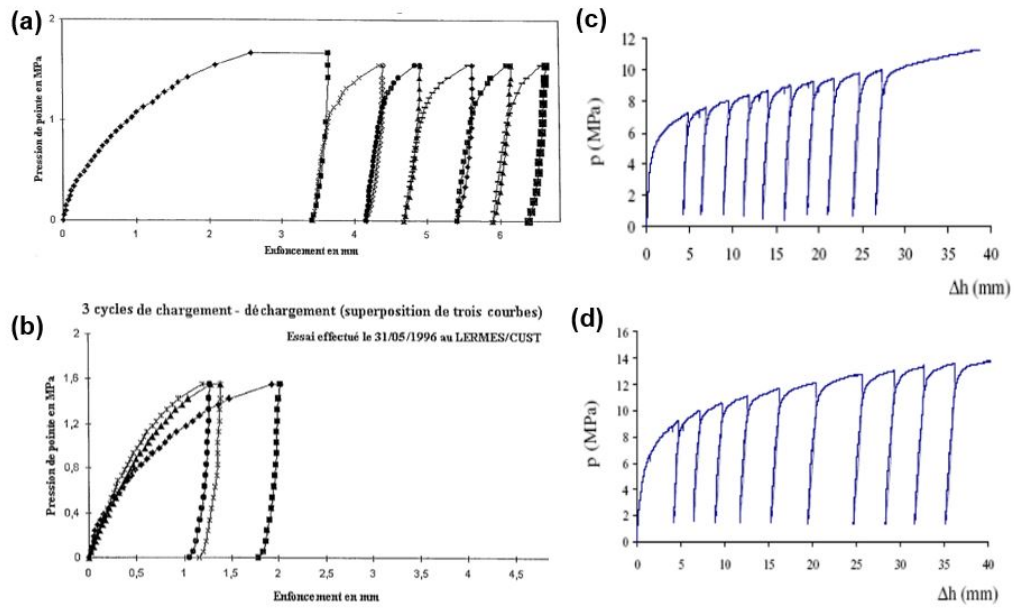 (a)
2
1
0
Pression de pointe en MPa
0 1 2 3 4 5 6
Enfoncement en mm
(b)
3 cycles de chargement - déchargement (superposition de trois courbes)
Essai effectué le 31/05/1996 au LERMES/CUST
2
1,6
1,2
0,8
0,4
0
Pression de pointe en MPa
0 0,5 1 1,5 2 2,5 3 3,5 4 4,5
Enfoncement en mm
(c)
12
10
8
6
4
2
0
p (MPa)
0 5 10 15 20 25 30 35 40
Δh (mm)
(d)
16
14
12
10
8
6
4
2
0
p (MPa)
0 5 10 15 20 25 30 35 40
Δh (mm)